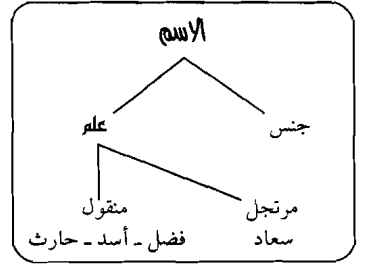 الاسم
جنس علم
مرتجل منقول
سعاد فضل - أسد - حارث